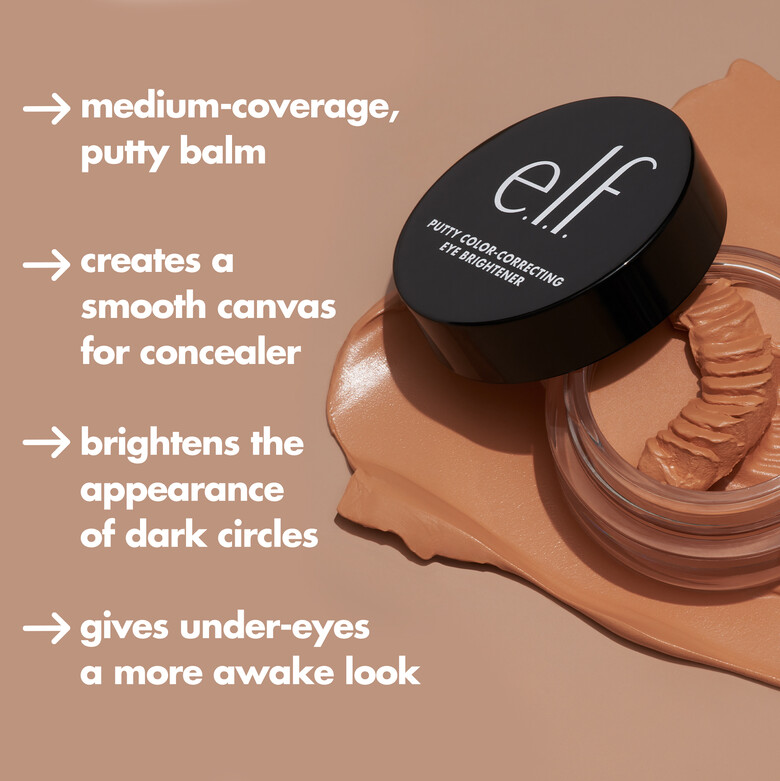 → medium-coverage,
putty balm
→ creates a
smooth canvas
for concealer
→ brightens the
appearance
of dark circles
→ gives under-eyes
a more awake look
e.l.f.
PUTTY COLOR-CORRECTING
EYE BRIGHTENER